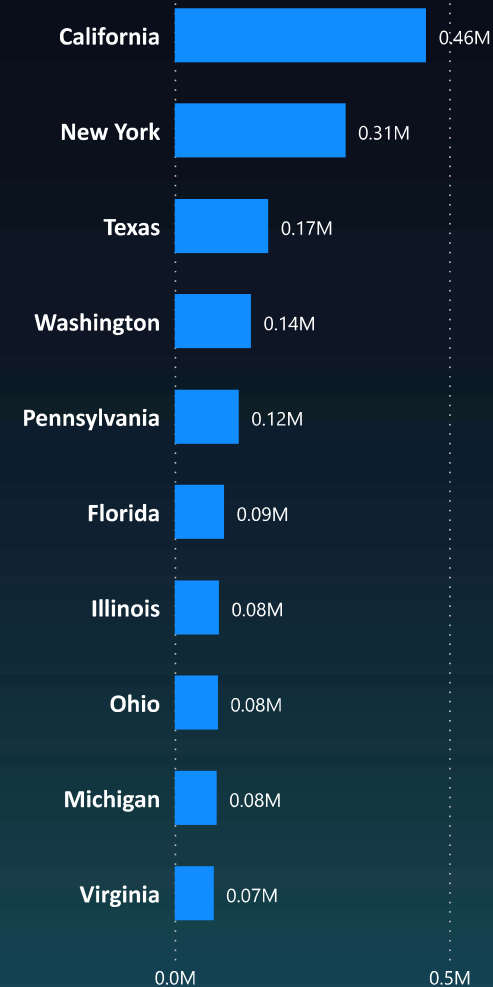 California 0.46M
New York 0.31M
Texas 0.17M
Washington 0.14M
Pennsylvania 0.12M
Florida 0.09M
Illinois 0.08M
Ohio 0.08M
Michigan 0.08M
Virginia 0.07M
0.0M 0.5M